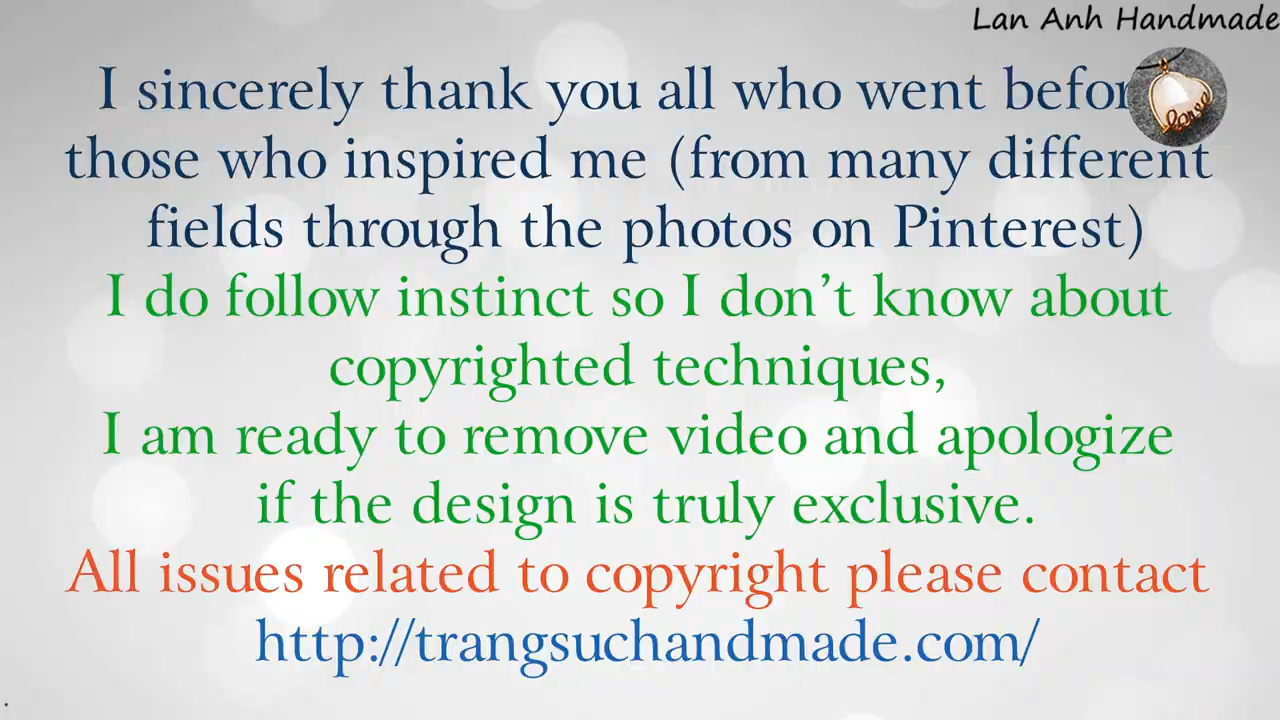 Lan Anh Handmade
I sincerely thank you all who went
those who inspired me (from many different
fields through the photos on Pinterest)
I do follow instinct so I don't know about
copyrighted techniques,
I am ready to remove video and apologize
if the design is truly exclusive.
All issues related to copyright please contact
http://trangsuchandmade.com/